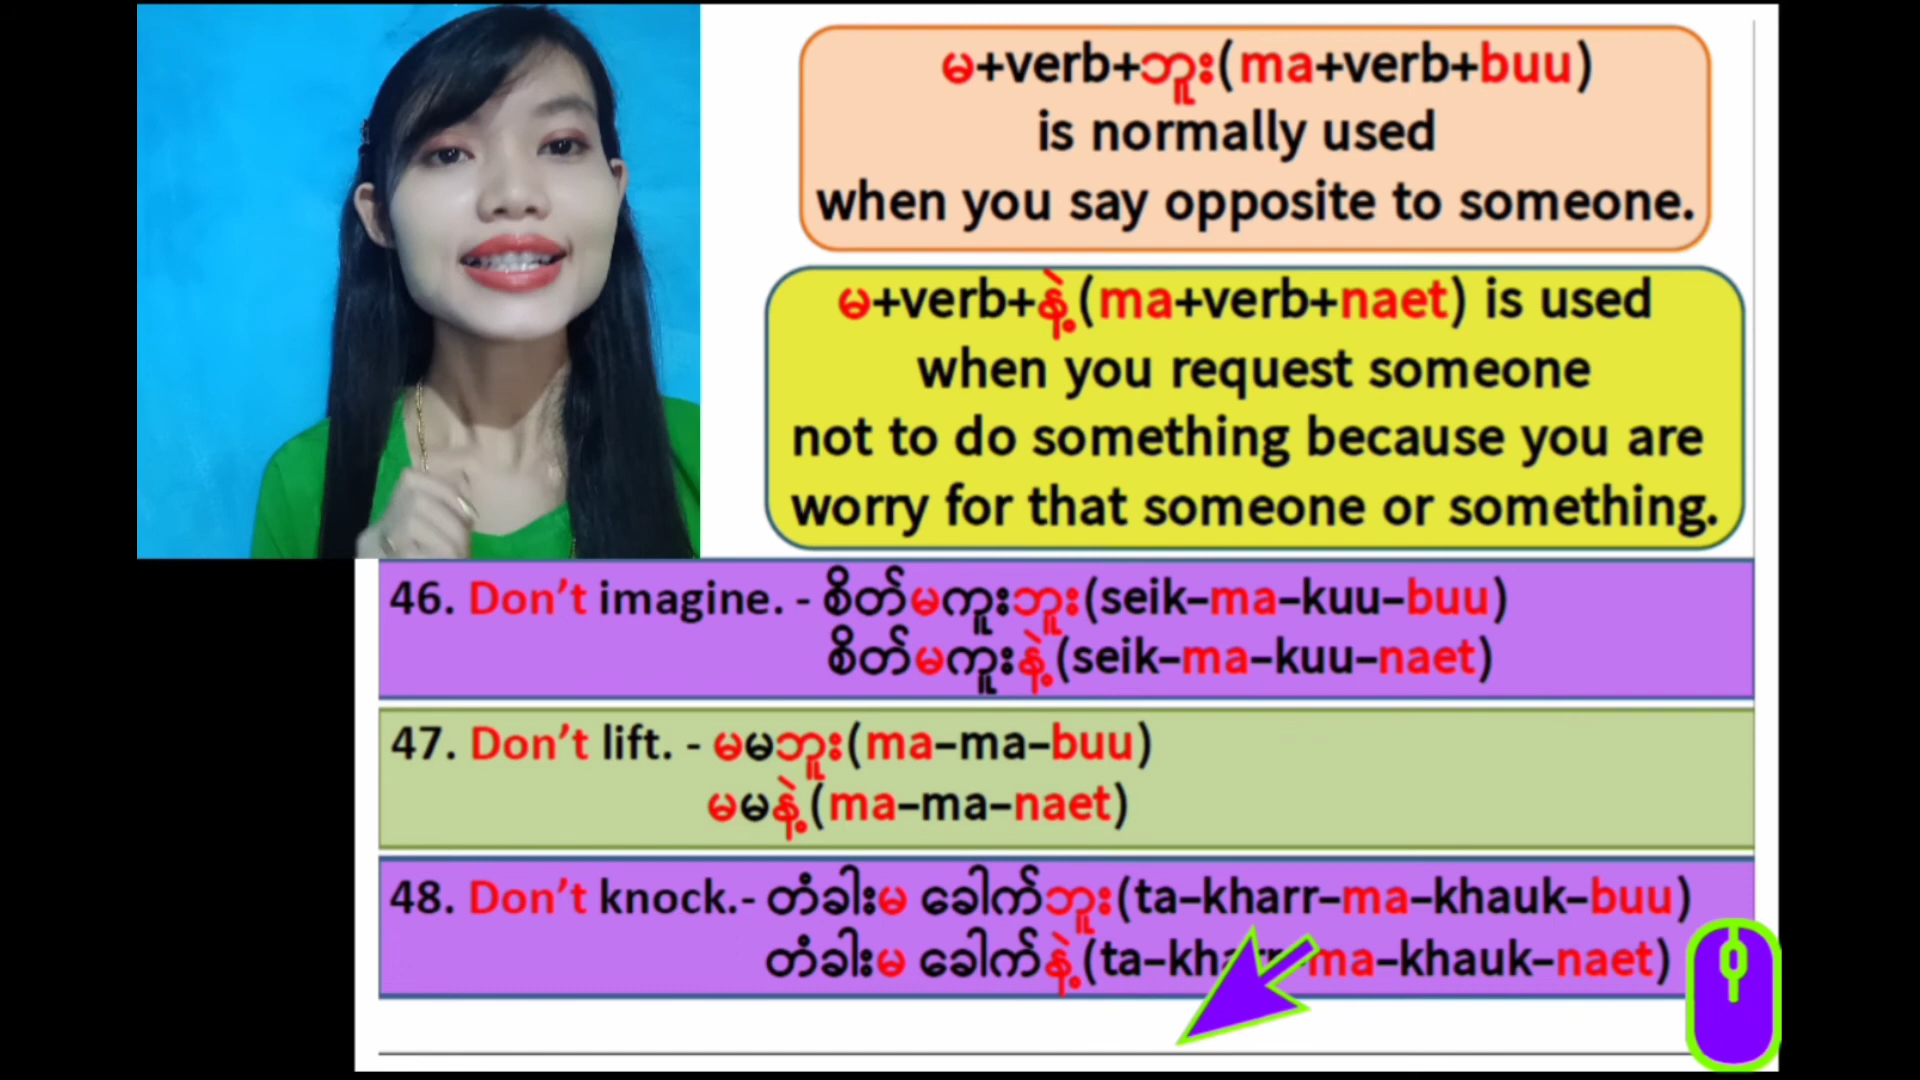 မ+verb+ဘူး(ma+verb+buu)
is normally used
when you say opposite to someone.
မ+verb+နဲ့(ma+verb+naet) is used
when you request someone
not to do something because you are
worry for that someone or something.
46. Don’t imagine. - စိတ်မကူးဘူး(seik–ma–kuu–buu)
စိတ်မကူးနဲ့(seik–ma–kuu–naet)
47. Don’t lift. - မမဘူး(ma–ma–buu)
မမနဲ့(ma–ma–naet)
48. Don’t knock.- တံခါးမ ခေါက်ဘူး(ta–kharr–ma–khauk–buu)
တံခါးမ ခေါက်နဲ့(ta–kharr–ma–khauk–naet)